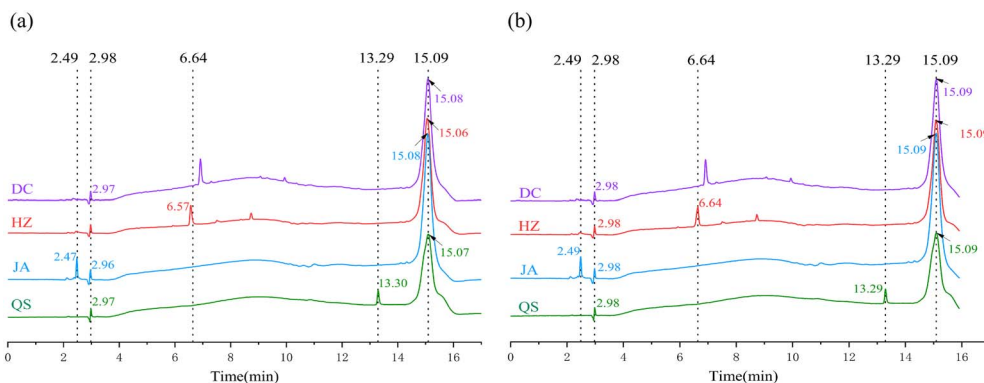 (a)
2.49 2.98 6.64 13.29 15.09
15.08
15.06
15.08
DC 2.97
6.57
HZ
15.07
2.47
JA 2.96
13.30
QS 2.97
0 2 4 6 8 10 12 14 16
Time(min)
(b)
2.49 2.98 6.64 13.29 15.09
15.09
15.09
15.09
DC 2.98
6.64
HZ 2.98
15.09
2.49
JA 2.98
13.29
QS 2.98
0 2 4 6 8 10 12 14 16
Time(min)